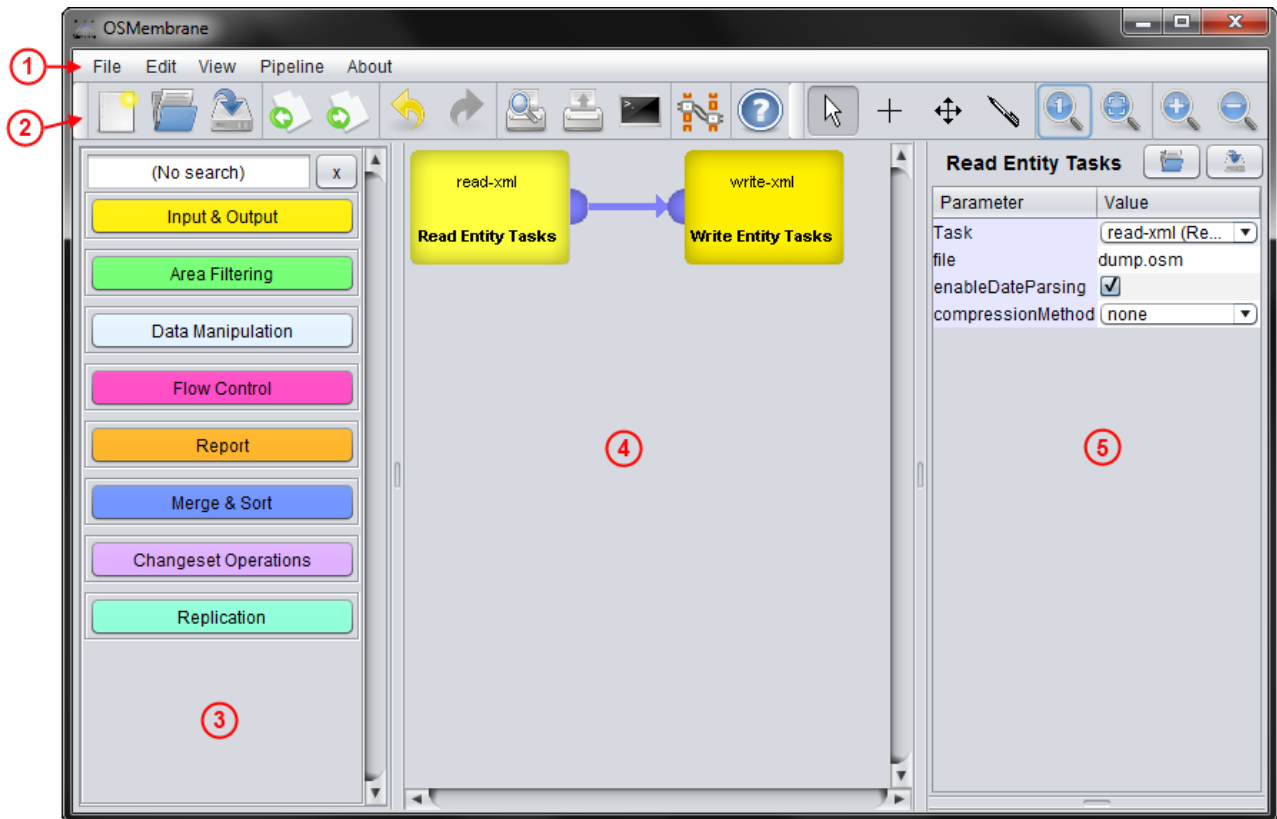 OSMembrane
1
File Edit View Pipeline About
2
(No search) x
Input & Output
Area Filtering
Data Manipulation
Flow Control
Report
Merge & Sort
Changeset Operations
Replication
3
read-xml
Read Entity Tasks
write-xml
Write Entity Tasks
4
Read Entity Tasks
Parameter Value
Task read-xml (Re...
file dump.osm
enableDateParsing
compressionMethod none
5